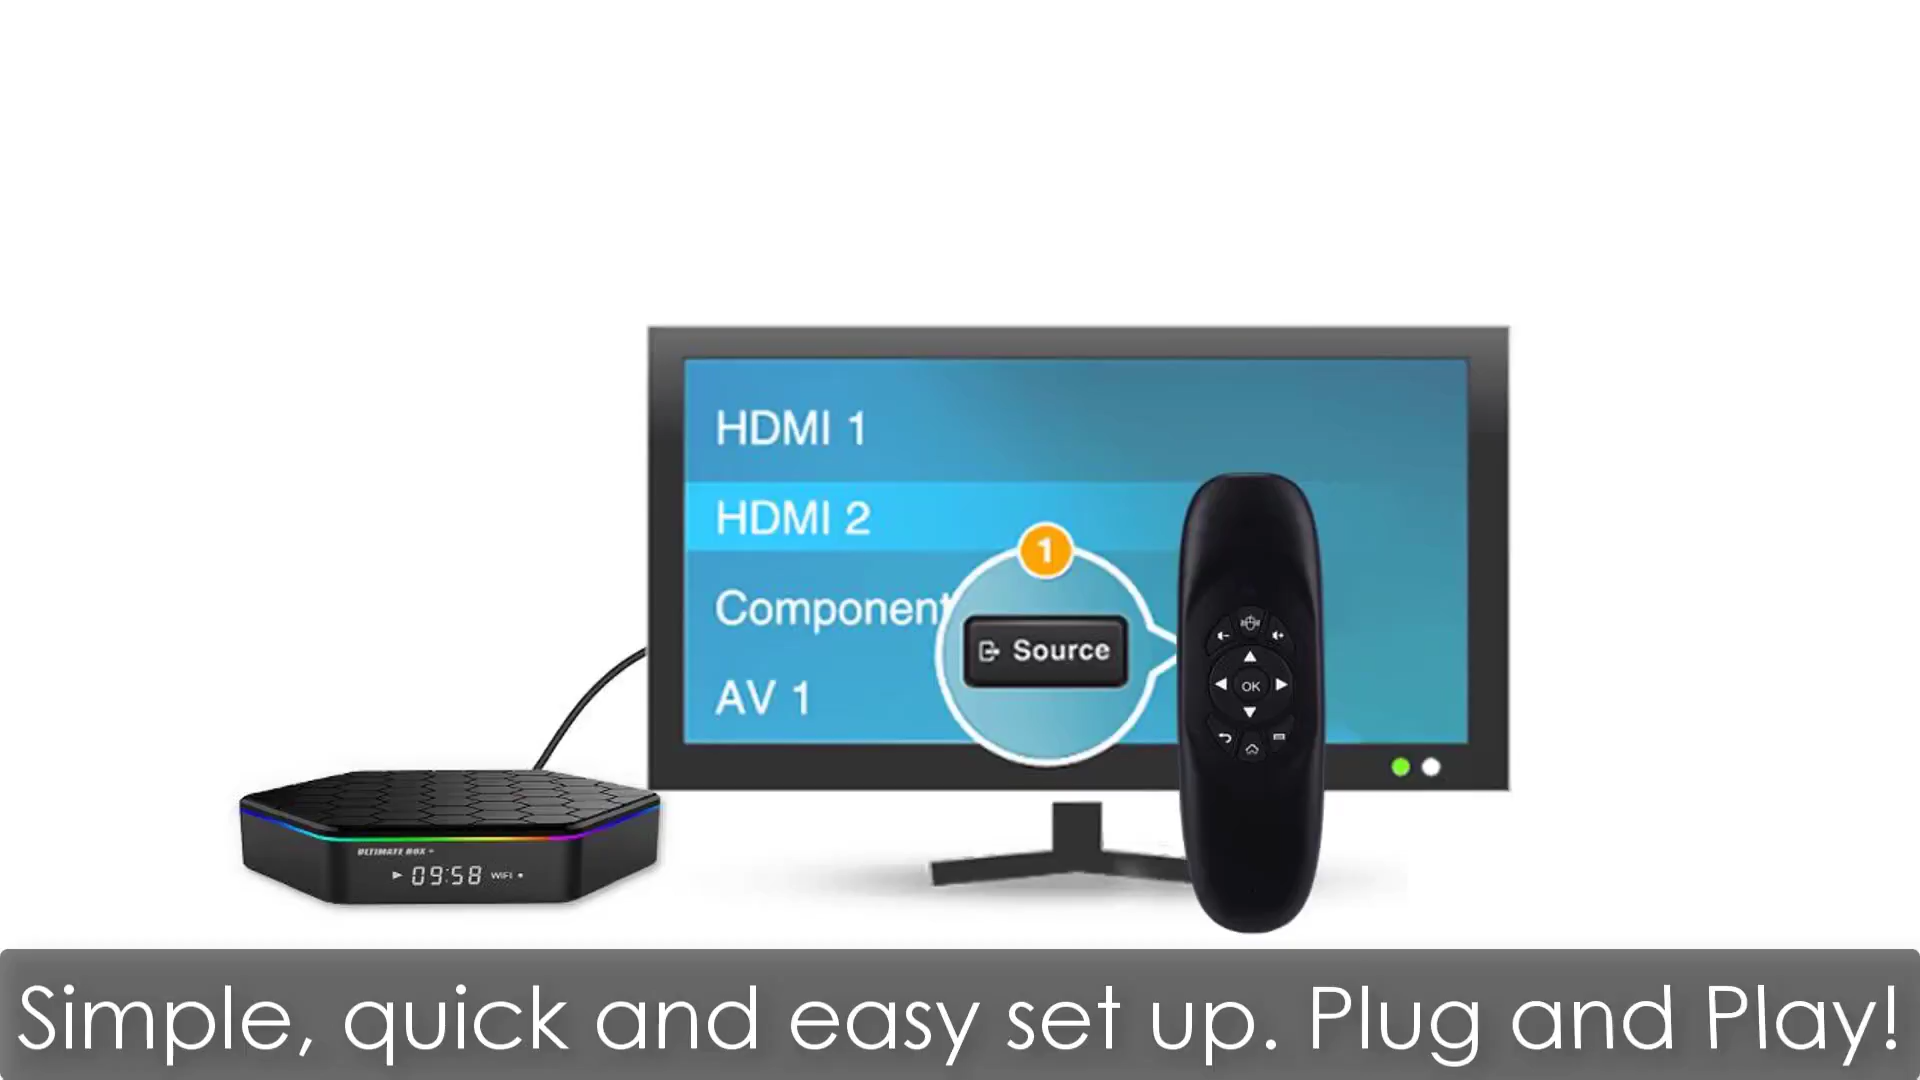 HDMI 1
HDMI 2
Component
AV 1
1
Source
OK
ULTIMATE BOX +
09:58 WIFI
Simple, quick and easy set up. Plug and Play!